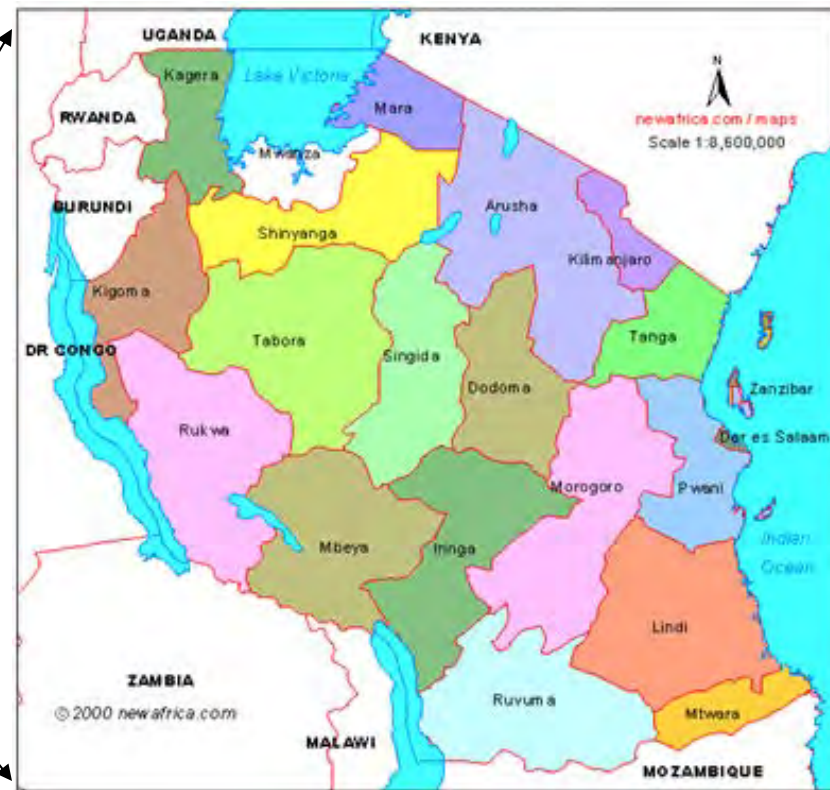 UGANDA
KENYA
Kagera
Lake Victoria
N
Mara
newafrica.com / maps
RWANDA
Scale 1:8,600,000
Mwanza
BURUNDI
Arusha
Shinyanga
Kilimanjaro
Kigoma
Tanga
DR CONGO
Tabora
Singida
Dodoma
Zanzibar
Rukwa
Dar es Salaam
Morogoro
Pwani
Mbeya
Iringa
Indian
Ocean
Lindi
ZAMBIA
Ruvuma
© 2000 newafrica.com
Mtwara
MALAWI
MOZAMBIQUE